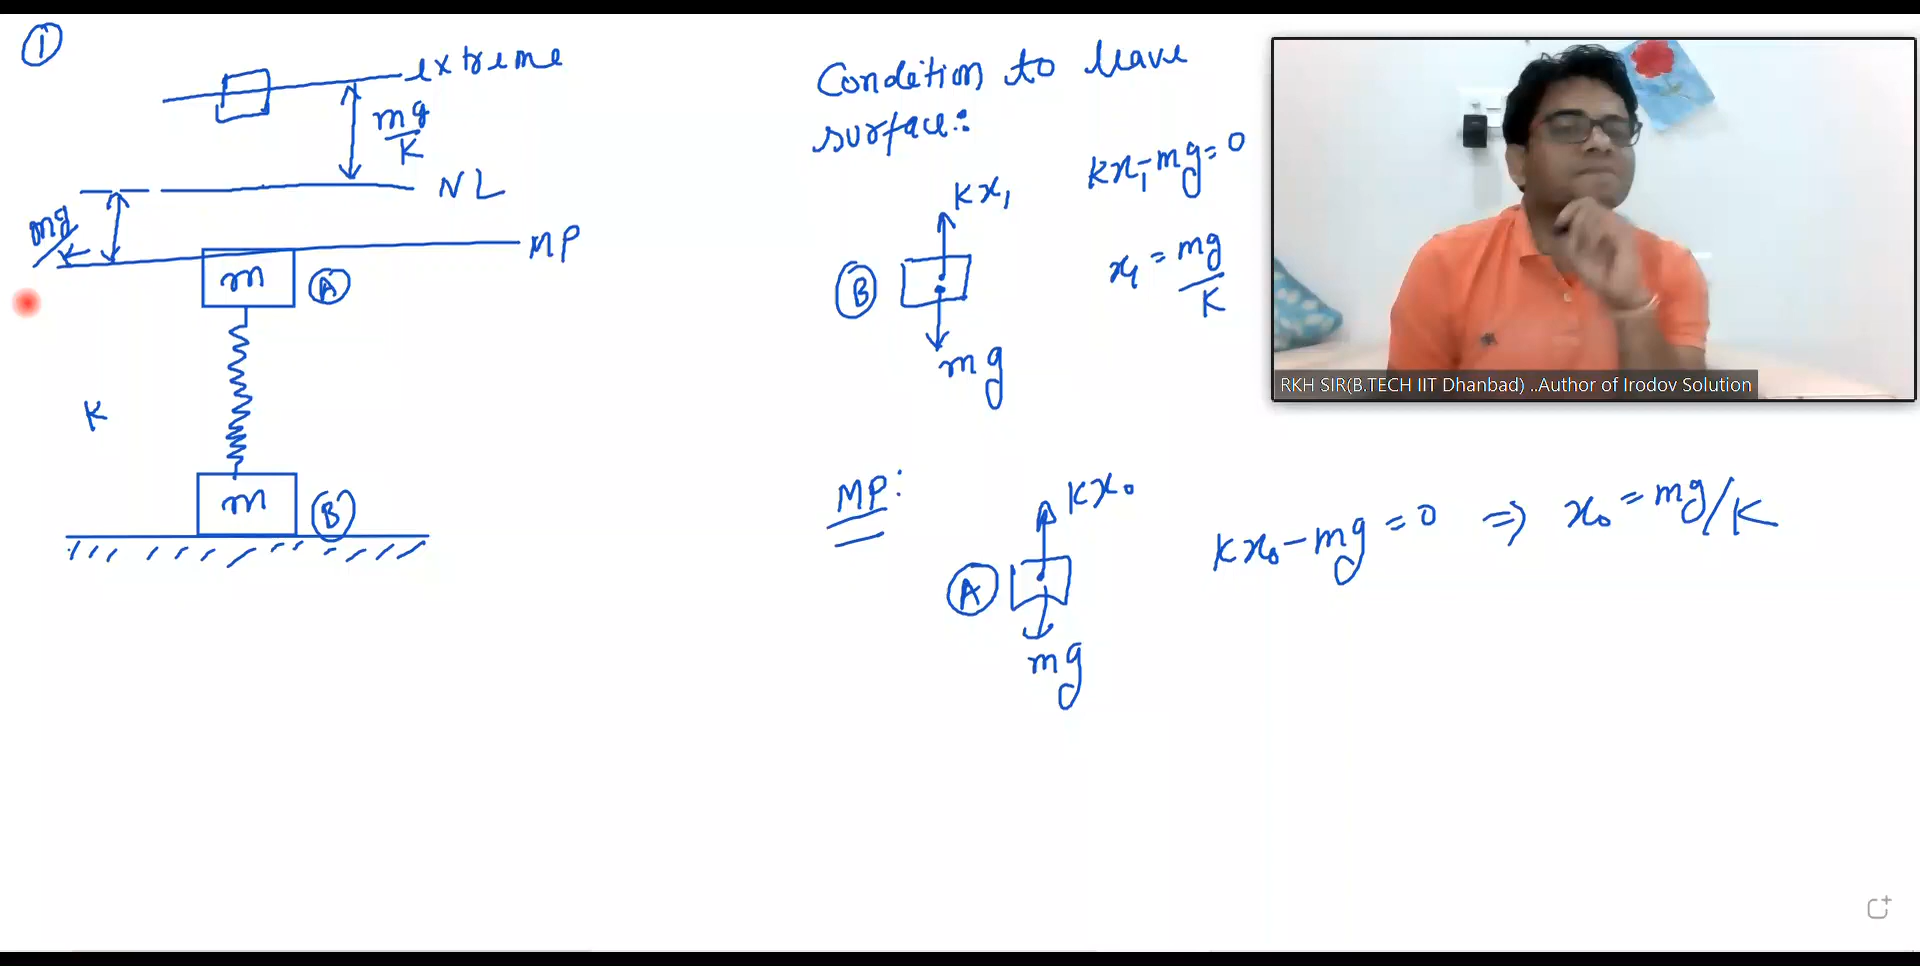 ①
extreme
mg/K
NL
mg/K
MP
m Ⓐ
K
m Ⓑ
Condition to leave
surface:
kx₁
Ⓑ
mg
kx₁-mg=0
x₁ = mg/K
MP:
kx₀
Ⓐ
mg
kx₀-mg=0 ⇒ x₀ = mg/K
RKH SIR(B.TECH IIT Dhanbad) ..Author of Irodov Solution